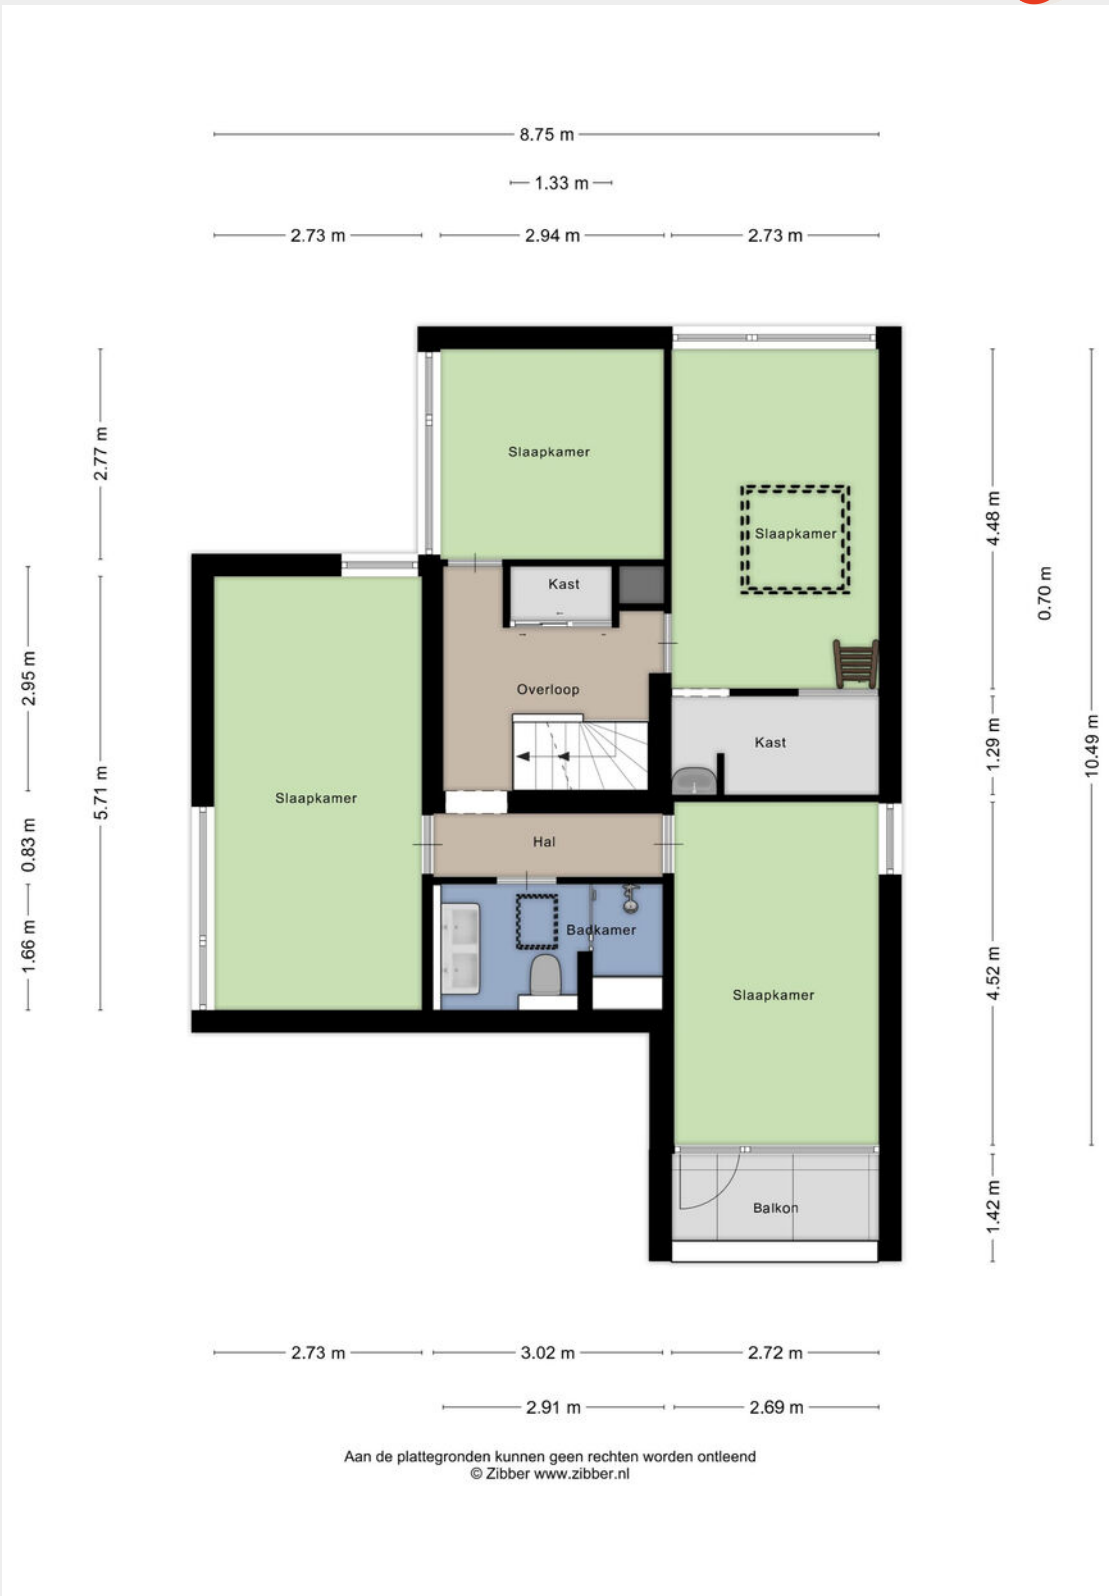 8.75 m
1.33 m
2.73 m
2.94 m
2.73 m
2.77 m
Slaapkamer
4.48 m
Slaapkamer
Kast
0.70 m
2.95 m
Overloop
10.49 m
1.29 m
Kast
5.71 m
Slaapkamer
0.83 m
Hal
1.66 m
Badkamer
4.52 m
Slaapkamer
1.42 m
Balkon
2.73 m
3.02 m
2.72 m
2.91 m
2.69 m
Aan de plattegronden kunnen geen rechten worden ontleend
© Zibber www.zibber.nl